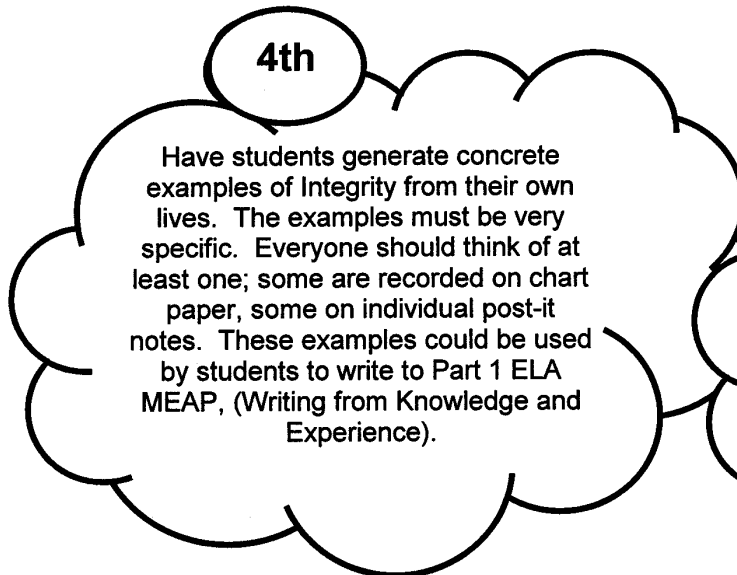 4th
Have students generate concrete
examples of Integrity from their own
lives. The examples must be very
specific. Everyone should think of at
least one; some are recorded on chart
paper, some on individual post-it
notes. These examples could be used
by students to write to Part 1 ELA
MEAP, (Writing from Knowledge and
Experience).